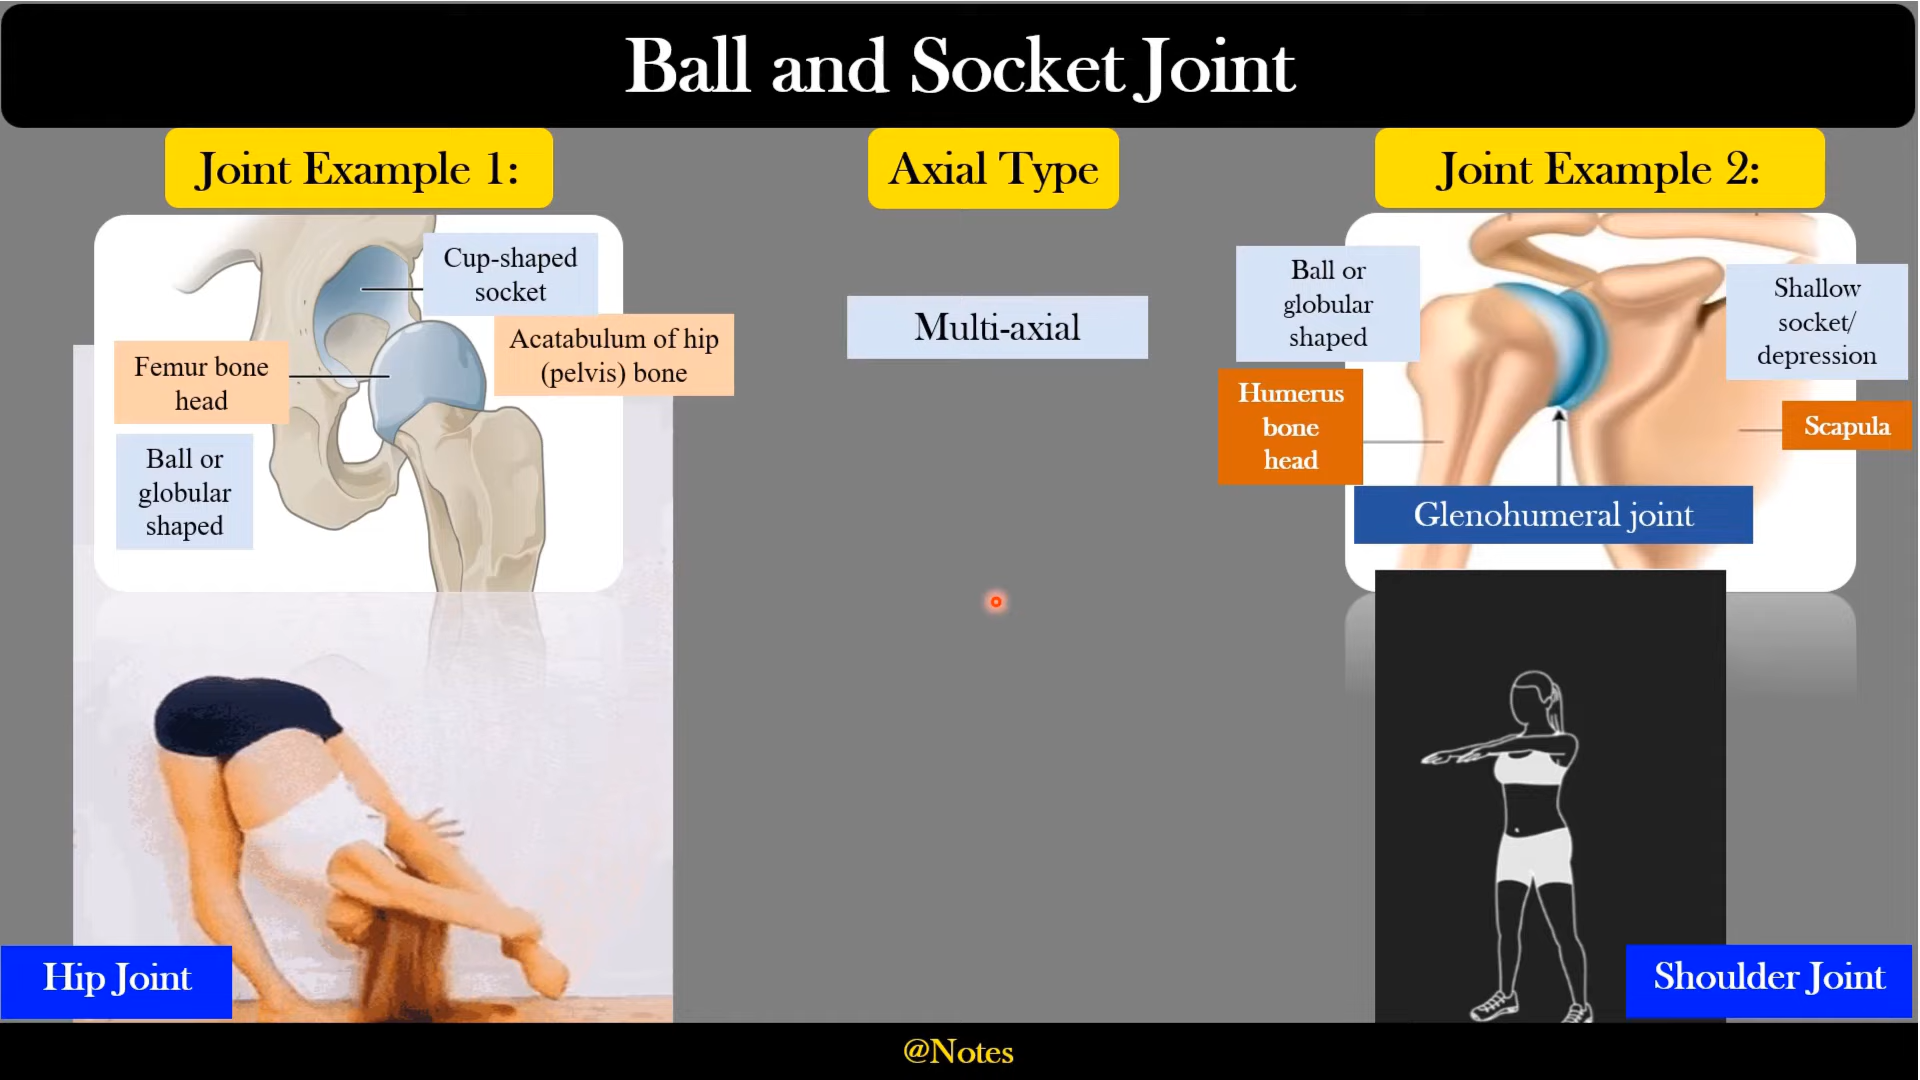 Ball and Socket Joint
Joint Example 1:
Axial Type
Joint Example 2:
Cup-shaped
socket
Acatabulum of hip
(pelvis) bone
Femur bone
head
Ball or
globular
shaped
Multi-axial
Ball or
globular
shaped
Shallow
socket/
depression
Humerus
bone
head
Scapula
Glenohumeral joint
Hip Joint
Shoulder Joint
@Notes